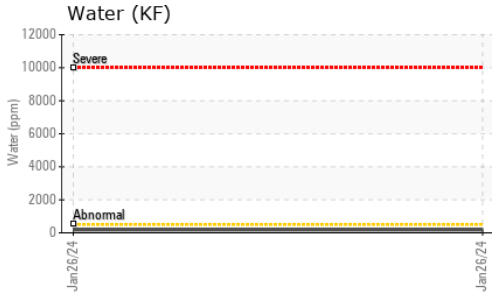 Water (KF)
12000
Severe
10000
8000
Water (ppm)
6000
4000
2000
Abnormal
0
Jan26/24
Jan26/24